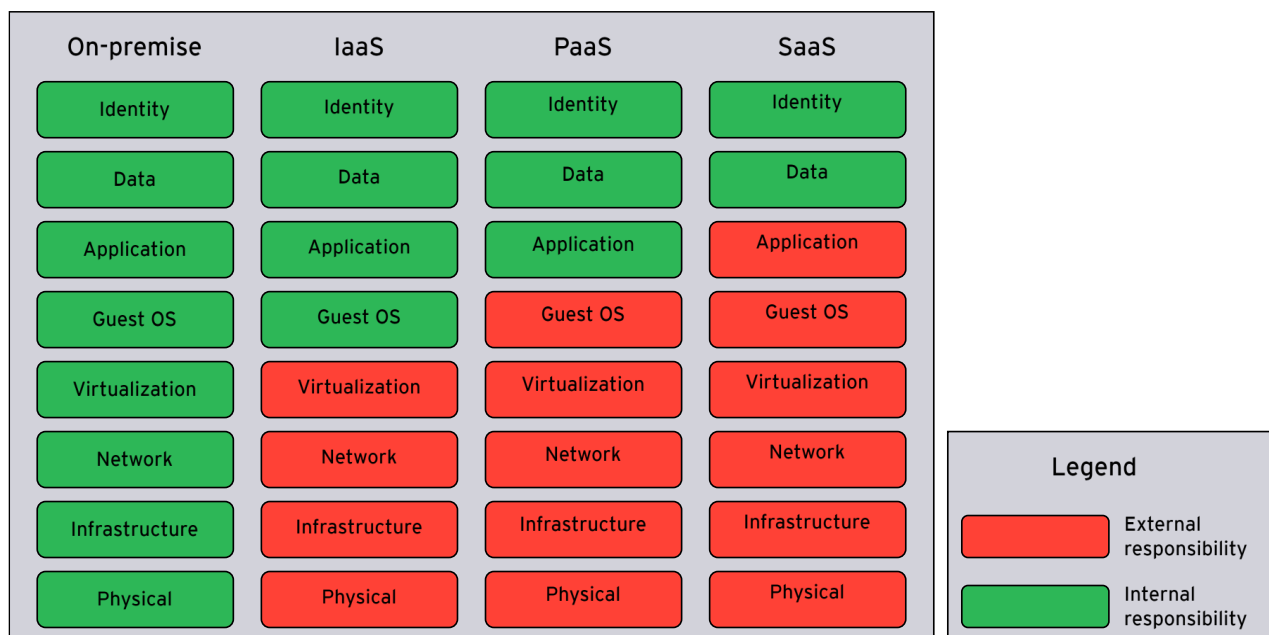 On-premise IaaS PaaS SaaS
Identity Identity Identity Identity
Data Data Data Data
Application Application Application Application
Guest OS Guest OS Guest OS Guest OS
Virtualization Virtualization Virtualization Virtualization
Network Network Network Network
Infrastructure Infrastructure Infrastructure Infrastructure
Physical Physical Physical Physical
Legend
External
responsibility
Internal
responsibility